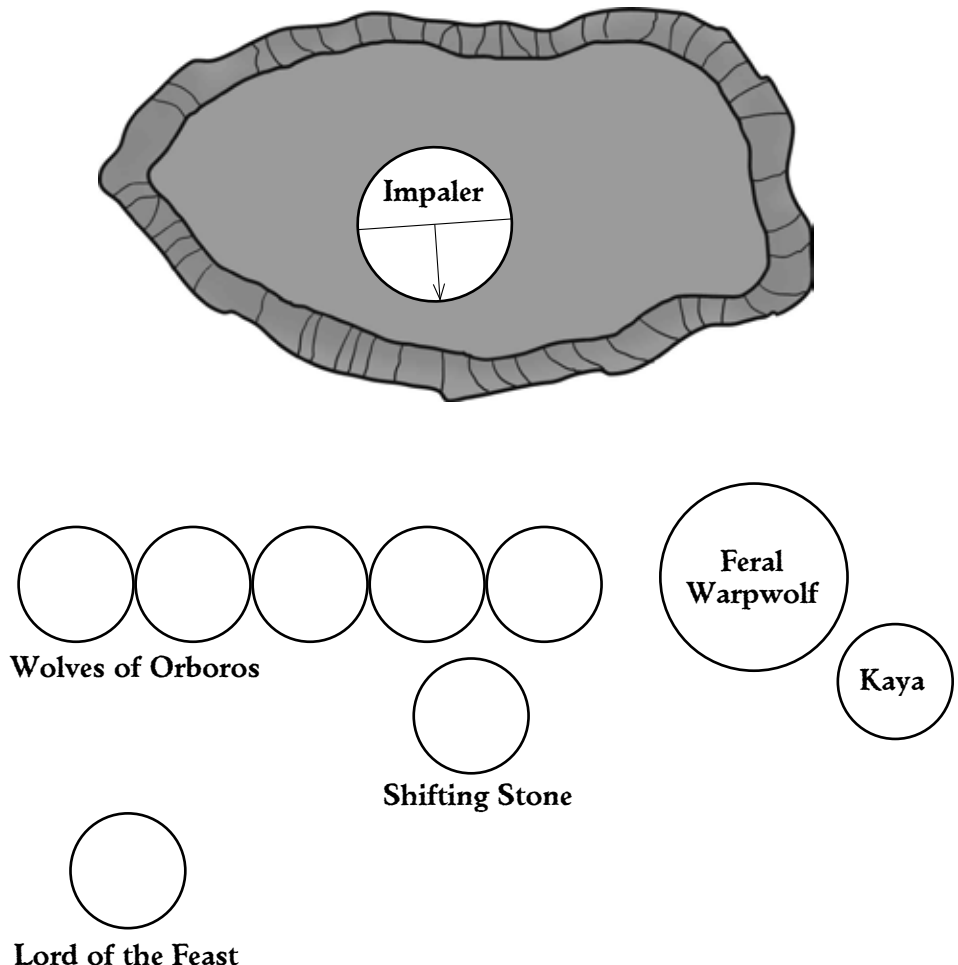 Impaler
Feral
Warpwolf
Wolves of Orboros
Kaya
Shifting Stone
Lord of the Feast